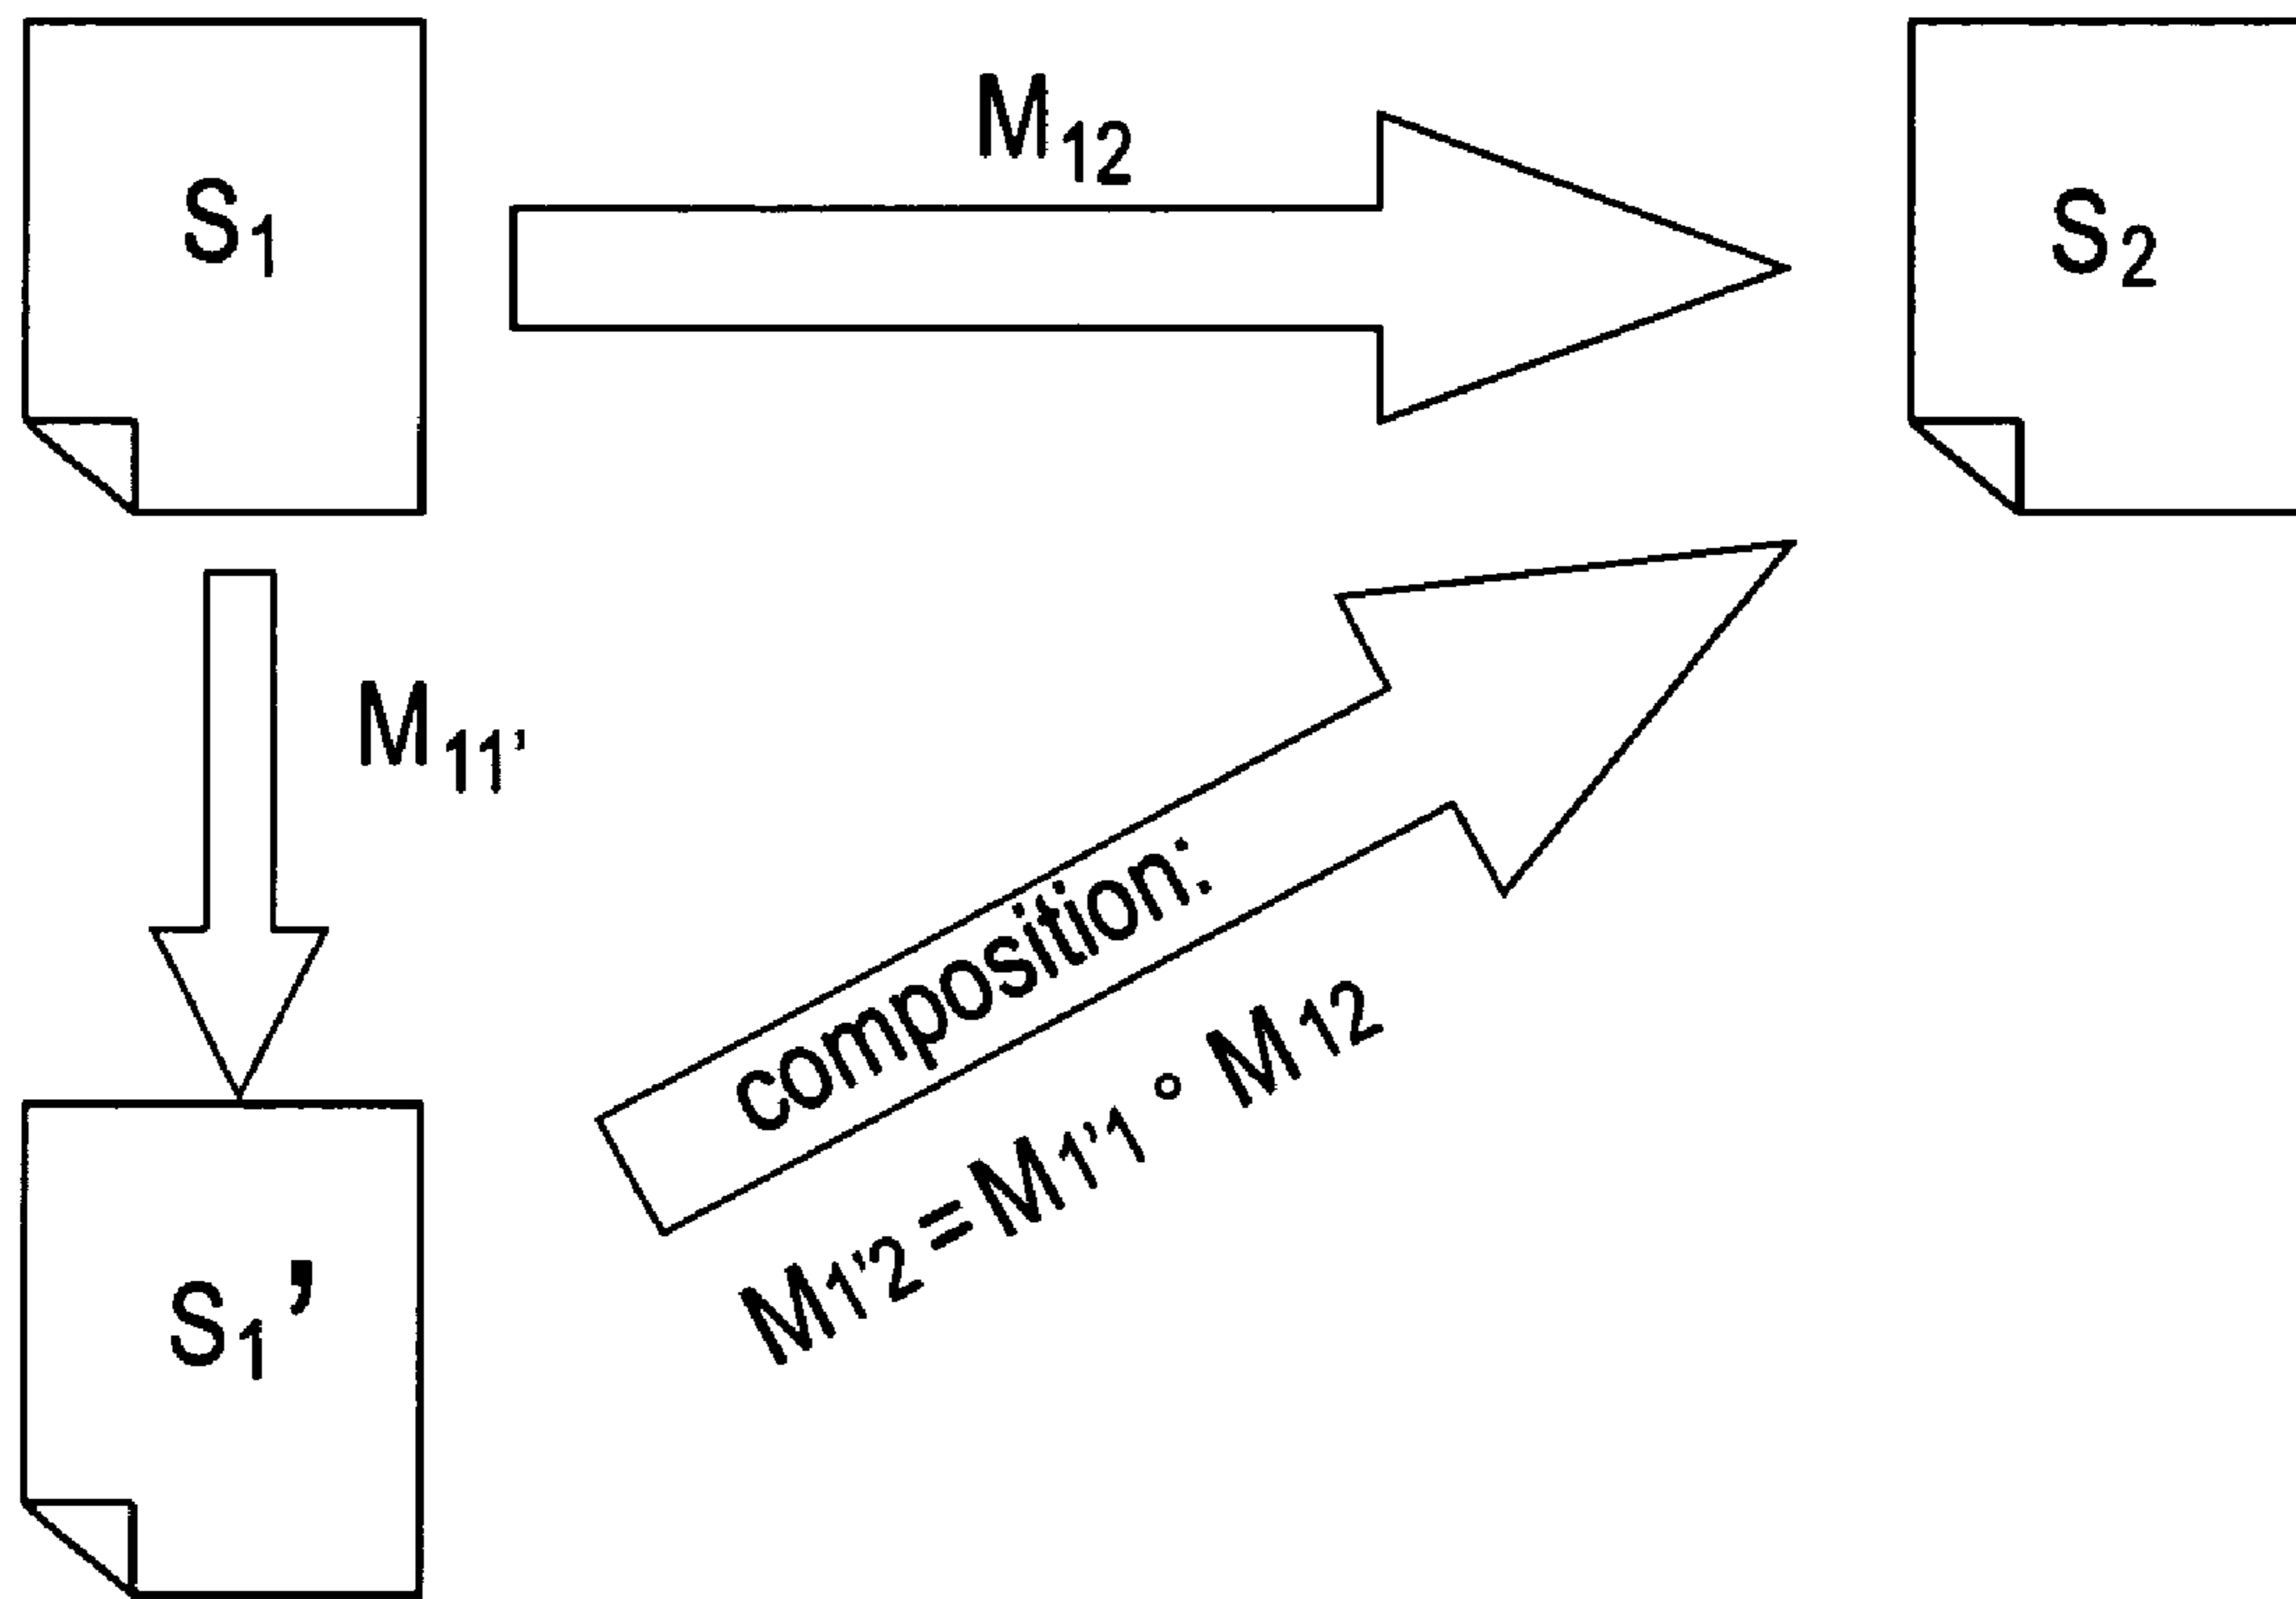 S₁
M₁₂
S₂
M₁₁'
composition:
M₁'₂=M₁'₁∘M₁₂
S₁'